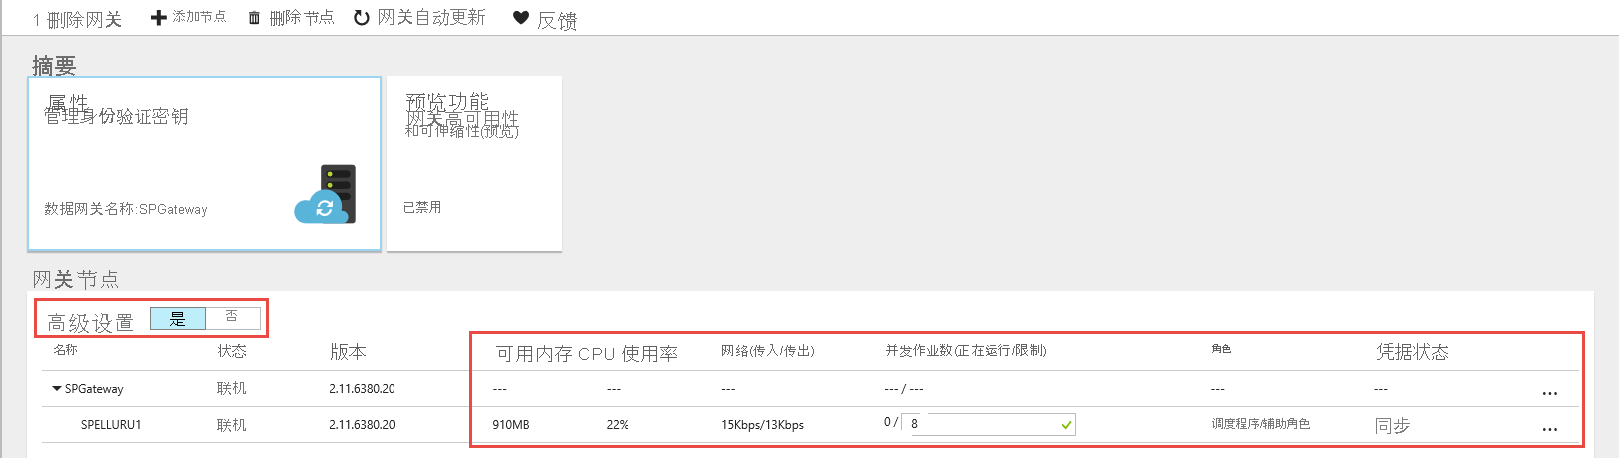 1 删除网关 添加节点 删除 节点 网关自动更新 反馈
摘要
属性
管理身份验证密钥
数据网关名称:SPGateway
预览功能
网关高可用性
和可伸缩性(预览)
已禁用
网关节点
高级设置 是 否
名称 状态 版本 可用内存 CPU 使用率 网络(传入/传出) 并发作业数(正在运行/限制) 角色 凭据状态
SPGateway 联机 2.11.6380.20 --- --- --- --- / --- --- --- ...
SPELLURU1 联机 2.11.6380.20 910MB 22% 15Kbps/13Kbps 0 / 8 调度程序/辅助角色 同步 ...